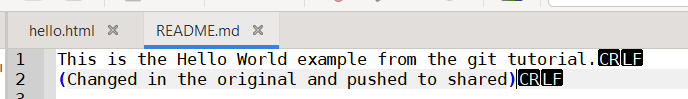 hello.html
README.md
1 This is the Hello World example from the git tutorial.CRLF
2 (Changed in the original and pushed to shared)CRLF
3